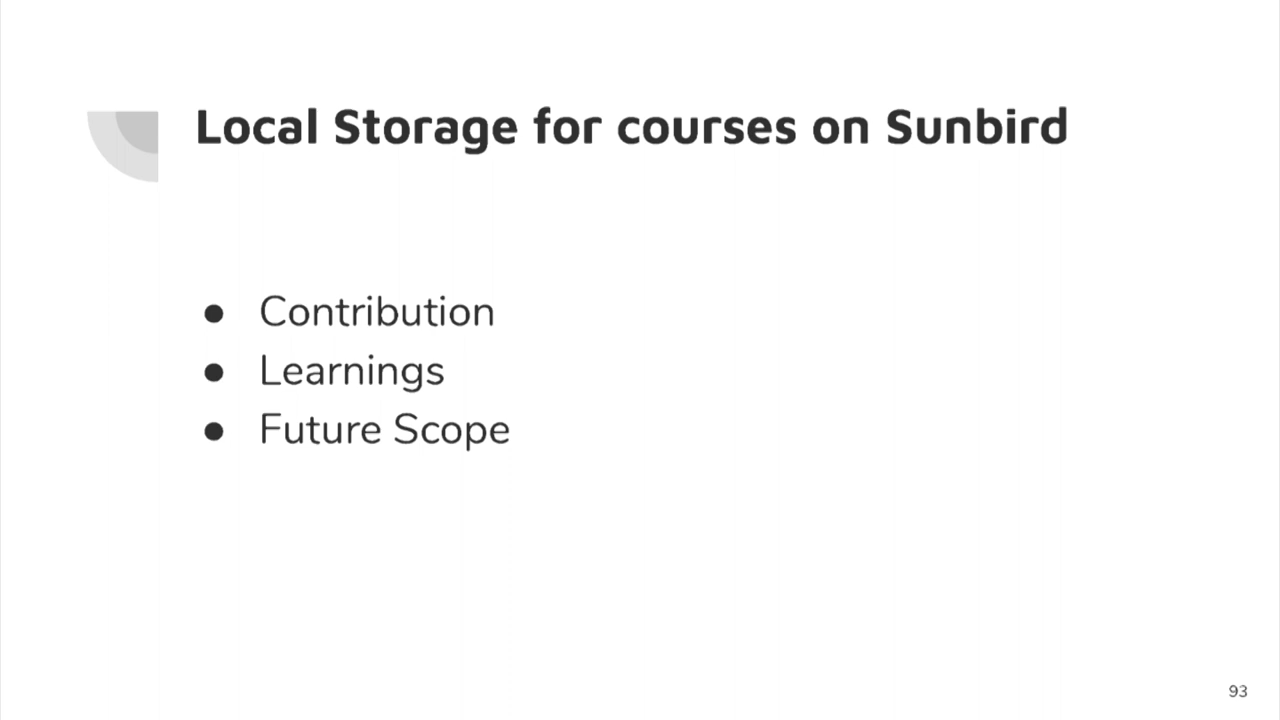 Local Storage for courses on Sunbird
● Contribution
● Learnings
● Future Scope
93